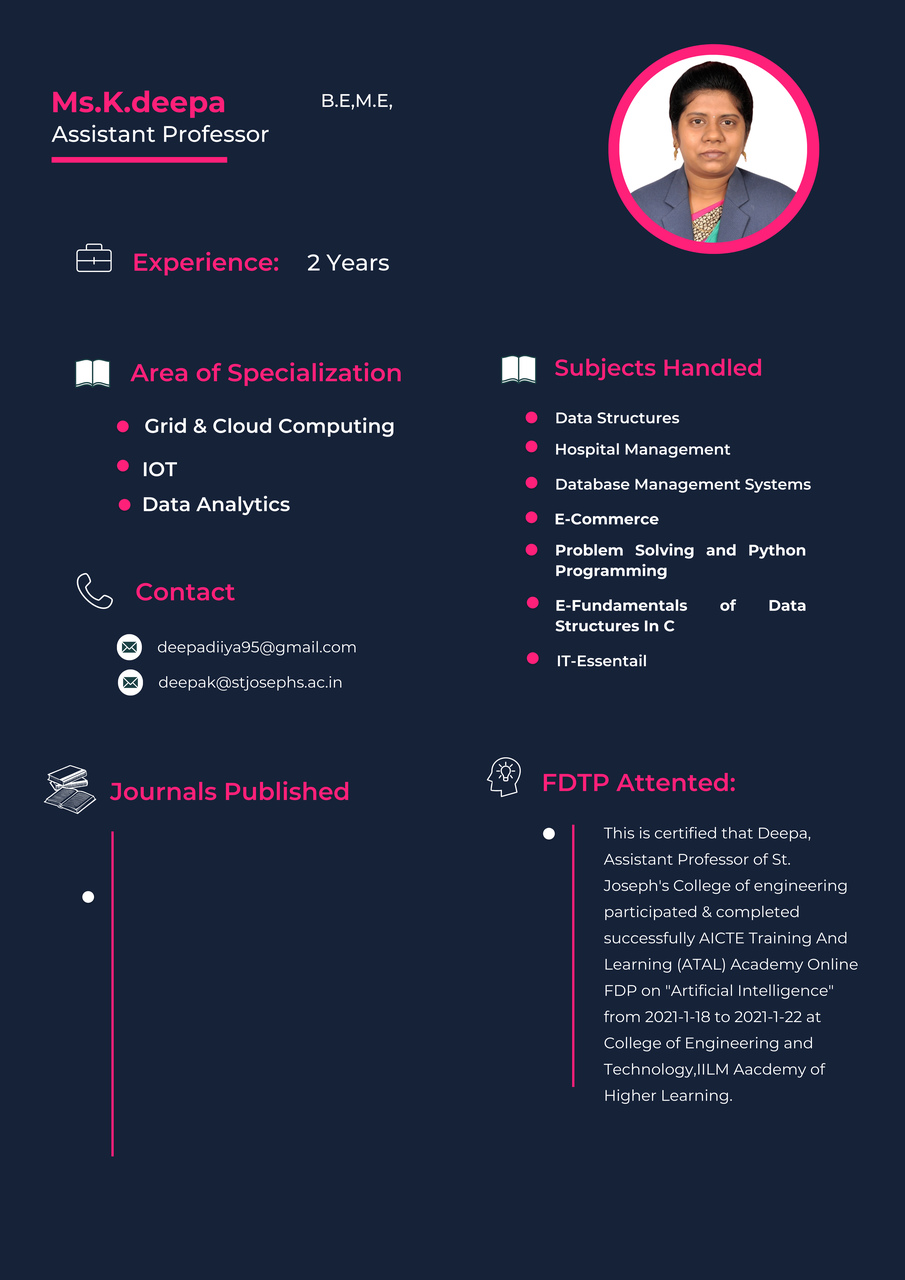 Ms.K.deepa
B.E,M.E,
Assistant Professor
Experience:
2 Years
Area of Specialization
Grid & Cloud Computing
IOT
Data Analytics
Contact
deepadiiya95@gmail.com
deepak@stjosephs.ac.in
Subjects Handled
Data Structures
Hospital Management
Database Management Systems
E-Commerce
Problem Solving and Python
Programming
E-Fundamentals of Data
Structures In C
IT-Essentail
Journals Published
FDTP Attented:
This is certified that Deepa,
Assistant Professor of St.
Joseph's College of engineering
participated & completed
successfully AICTE Training And
Learning (ATAL) Academy Online
FDP on "Artificial Intelligence"
from 2021-1-18 to 2021-1-22 at
College of Engineering and
Technology,IILM Aacdemy of
Higher Learning.